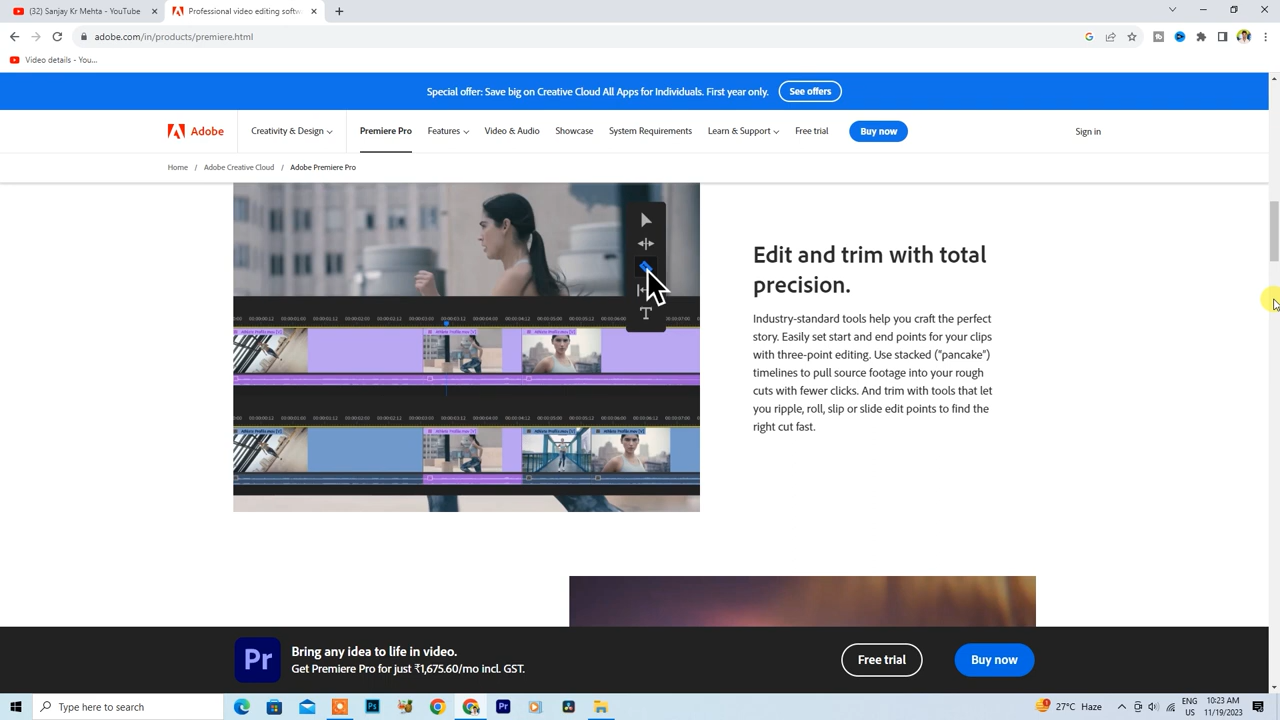 (32) Sanjay Kr Mehta - YouTube
Professional video editing softw
adobe.com/in/products/premiere.html
Video details - You...
Special offer: Save big on Creative Cloud All Apps for Individuals. First year only.
See offers
Adobe
Creativity & Design
Premiere Pro
Features
Video & Audio
Showcase
System Requirements
Learn & Support
Free trial
Buy now
Sign in
Home / Adobe Creative Cloud / Adobe Premiere Pro
Edit and trim with total
precision.
Industry-standard tools help you craft the perfect
story. Easily set start and end points for your clips
with three-point editing. Use stacked (“pancake”)
timelines to pull source footage into your rough
cuts with fewer clicks. And trim with tools that let
you ripple, roll, slip or slide edit points to find the
right cut fast.
Pr
Bring any idea to life in video.
Get Premiere Pro for just ₹1,675.60/mo incl. GST.
Free trial
Buy now
Type here to search
27°C Haze
ENG
US
10:23 AM
11/19/2023